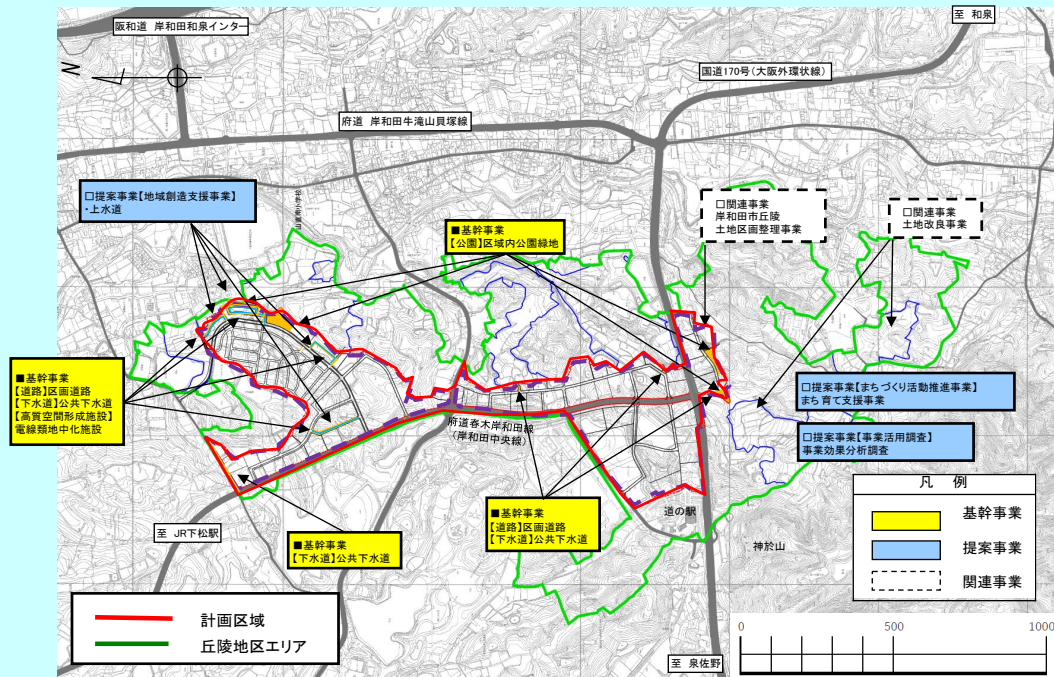 阪和道 岸和田和泉インター
至 和泉
N
国道170号(大阪外環状線)
府道 岸和田牛滝山貝塚線
□提案事業【地域創造支援事業】
・上水道
山直南小学校
■基幹事業
【公園】区域内公園緑地
□関連事業
岸和田市丘陵
土地区画整理事業
□関連事業
土地改良事業
■基幹事業
【道路】区画道路
【下水道】公共下水道
【高質空間形成施設】
電線類地中化施設
□提案事業【まちづくり活動推進事業】
まち育て支援事業
府道春木岸和田線
(岸和田中央線)
□提案事業【事業活用調査】
事業効果分析調査
■基幹事業
【道路】区画道路
【下水道】公共下水道
道の駅
至 JR下松駅
■基幹事業
【下水道】公共下水道
神於山
凡 例
基幹事業
提案事業
関連事業
計画区域
丘陵地区エリア
0 500 1000
至 泉佐野